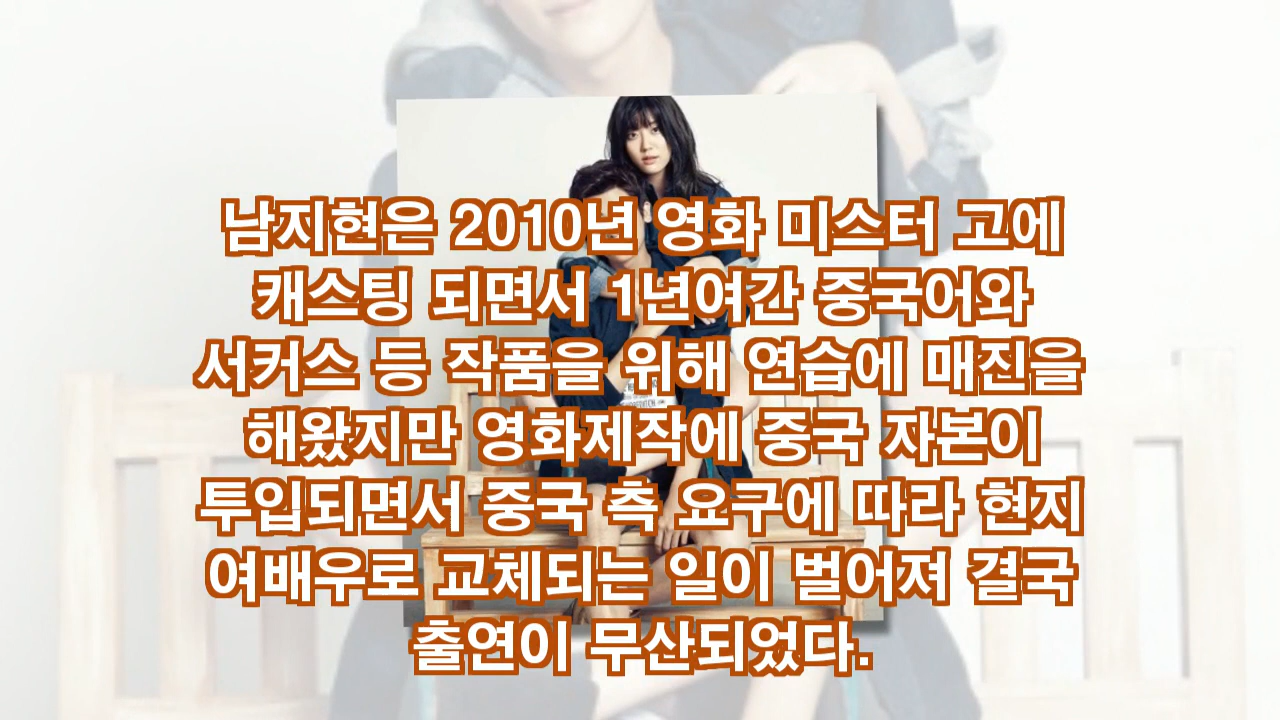 남지현은 2010년 영화 미스터 고에
캐스팅 되면서 1년여간 중국어와
서커스 등 작품을 위해 연습에 매진을
해왔지만 영화제작에 중국 자본이
투입되면서 중국 측 요구에 따라 현지
여배우로 교체되는 일이 벌어져 결국
출연이 무산되었다.